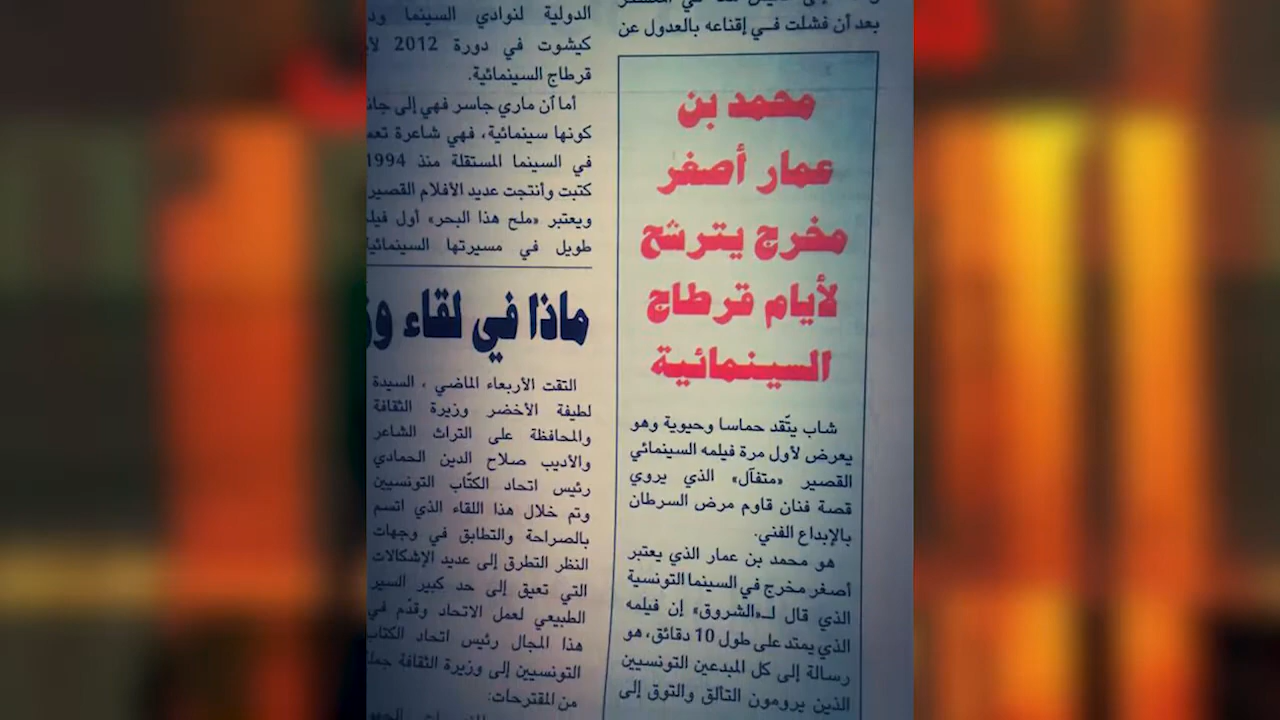 بعد أن فشلت فـي إقناعه بالعدول عن
محمد بن
عمار أصغر
مخرج يترشح
لأيام قرطاج
السينمائية
شاب يتّقد حماسا وحيوية وهو
يعرض لأول مرة فيلمه السينمائي
القصير «متفآل» الذي يروي
قصة فنان قاوم مرض السرطان
بالإبداع الفني.
هو محمد بن عمار الذي يعتبر
أصغر مخرج في السينما التونسية
الذي قال لـ«الشروق» إن فيلمه
الذي يمتد على طول 10 دقائق، هو
رسالة إلى كل المبدعين التونسيين
الذين يرومون التألق والتوق إلى
الدولية لنوادي السينما
كيشوت في دورة 2012
قرطاج السينمائية.
أما أن ماري جاسر فهي إلى
كونها سينمائية، فهي شاعرة
في السينما المستقلة منذ 1994
كتبت وأنتجت عديد الأفلام القصير
ويعتبر «ملح هذا البحر» أول
طويل في مسيرتها السينمائي
ماذا في لقاء
التقت الأربعاء الماضي ، السيدة
لطيفة الأخضر وزيرة الثقافة
والمحافظة على التراث الشاعر
والأديب صلاح الدين الحمادي
رئيس اتحاد الكتّاب التونسيين
وتم خلال هذا اللقاء الذي اتسم
بالصراحة والتطابق في وجهات
النظر التطرق إلى عديد الإشكالات
التي تعيق إلى حد كبير السير
الطبيعي لعمل الاتحاد وقدّم في
هذا المجال رئيس اتحاد الكتاب
التونسيين إلى وزيرة الثقافة
من المقترحات: